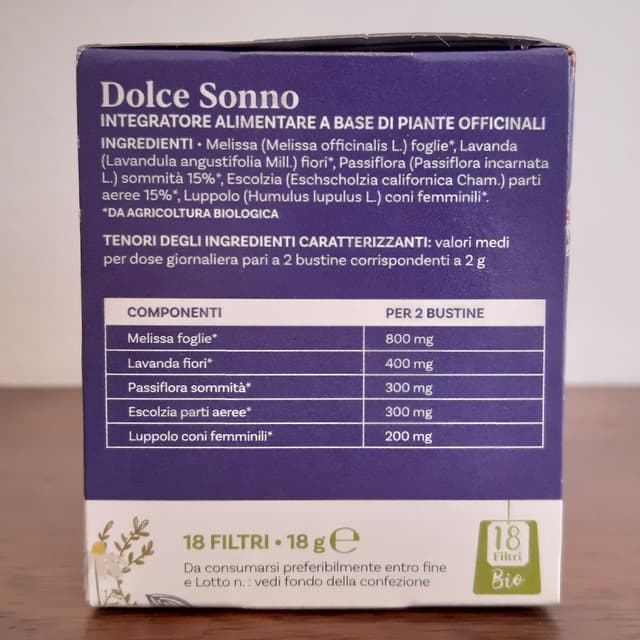 Dolce Sonno
INTEGRATORE ALIMENTARE A BASE DI PIANTE OFFICINALI
INGREDIENTI • Melissa (Melissa officinalis L.) foglie*, Lavanda
(Lavandula angustifolia Mill.) fiori*, Passiflora (Passiflora incarnata
L.) sommità 15%*, Escolzia (Eschscholzia californica Cham.) parti
aeree 15%*, Luppolo (Humulus lupulus L.) coni femminili*.
*DA AGRICOLTURA BIOLOGICA
TENORI DEGLI INGREDIENTI CARATTERIZZANTI: valori medi
per dose giornaliera pari a 2 bustine corrispondenti a 2 g
COMPONENTI PER 2 BUSTINE
Melissa foglie* 800 mg
Lavanda fiori* 400 mg
Passiflora sommità* 300 mg
Escolzia parti aeree* 300 mg
Luppolo coni femminili* 200 mg
18 FILTRI • 18 g ℮
Da consumarsi preferibilmente entro fine
e Lotto n. : vedi fondo della confezione
18
Filtri
Bio